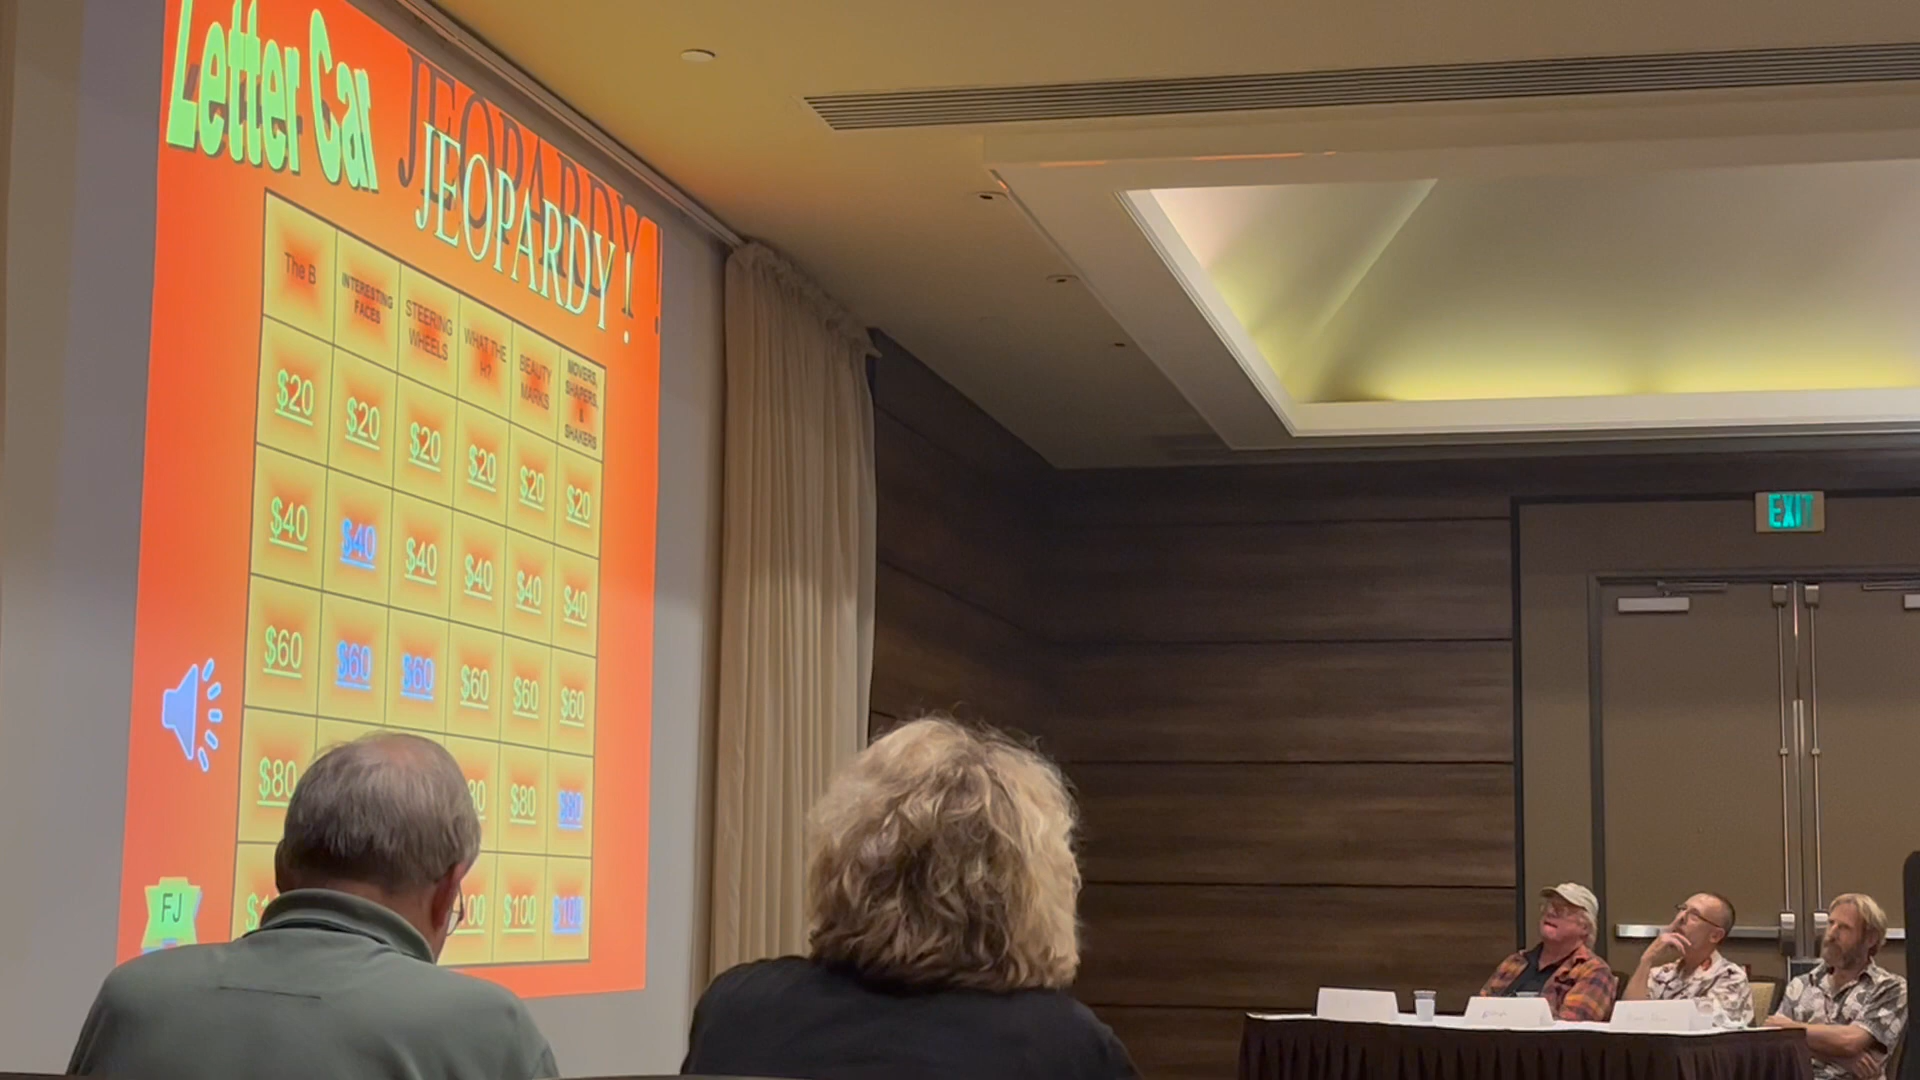 Letter Car
JEOPARDY!
The B
INTERESTING
FACES
STEERING
WHEELS
WHAT THE
H?
BEAUTY
MARKS
MOVERS,
SHAPERS,
&
SHAKERS
$20 $20 $20 $20 $20 $20
$40 $40 $40 $40 $40 $40
$60 $60 $60 $60 $60 $60
$80 $80 $80
$100 $100
FJ
EXIT